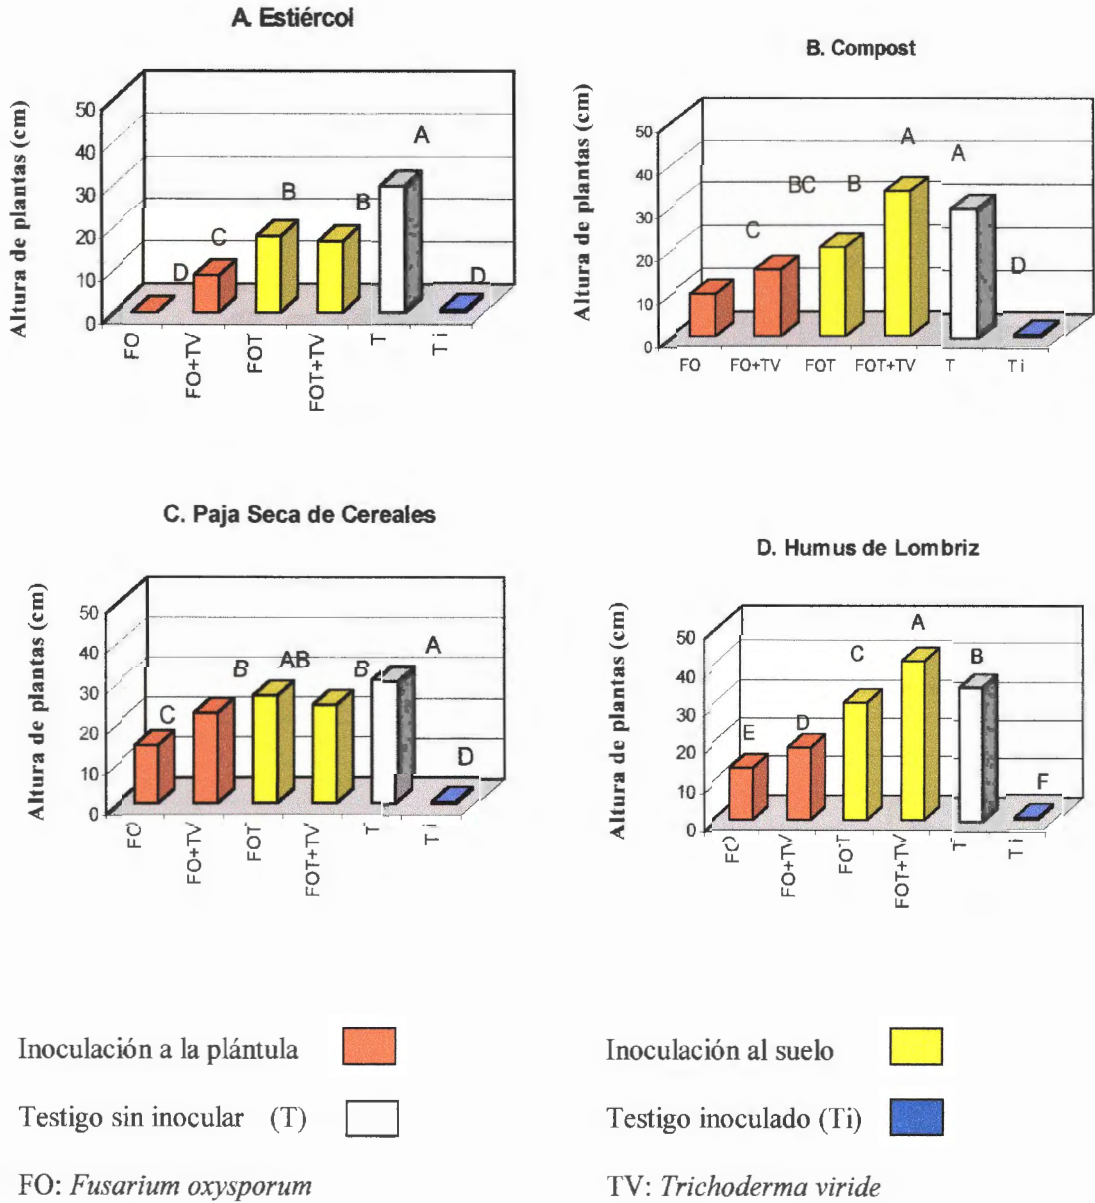 A. Estiércol
Altura de plantas (cm)
50
40
30
20
10
0
D
C
B
B
A
D
FO
FO+TV
FOT
FOT+TV
T
Ti
B. Compost
Altura de plantas (cm)
50
40
30
20
10
0
C
BC
B
A
A
D
FO
FO+TV
FOT
FOT+TV
T
Ti
C. Paja Seca de Cereales
Altura de plantas (cm)
50
40
30
20
10
0
C
B
AB
B
A
D
FO
FO+TV
FOT
FOT+TV
T
Ti
D. Humus de Lombriz
Altura de plantas (cm)
50
40
30
20
10
0
E
D
C
A
B
F
FO
FO+TV
FOT
FOT+TV
T
Ti
Inoculación a la plántula
Inoculación al suelo
Testigo sin inocular (T)
Testigo inoculado (Ti)
FO: Fusarium oxysporum
TV: Trichoderma viride